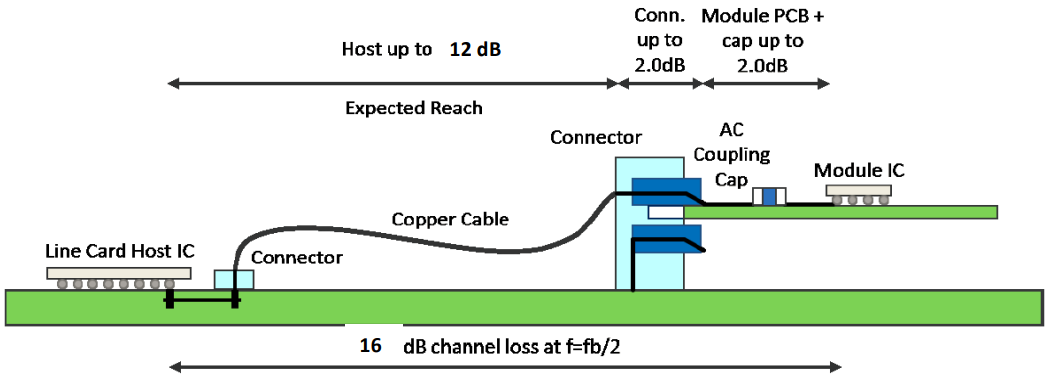 Host up to 12 dB
Conn.
up to
2.0dB
Module PCB +
cap up to
2.0dB
Expected Reach
Connector
AC
Coupling
Cap
Module IC
Copper Cable
Line Card Host IC
Connector
16 dB channel loss at f=fb/2